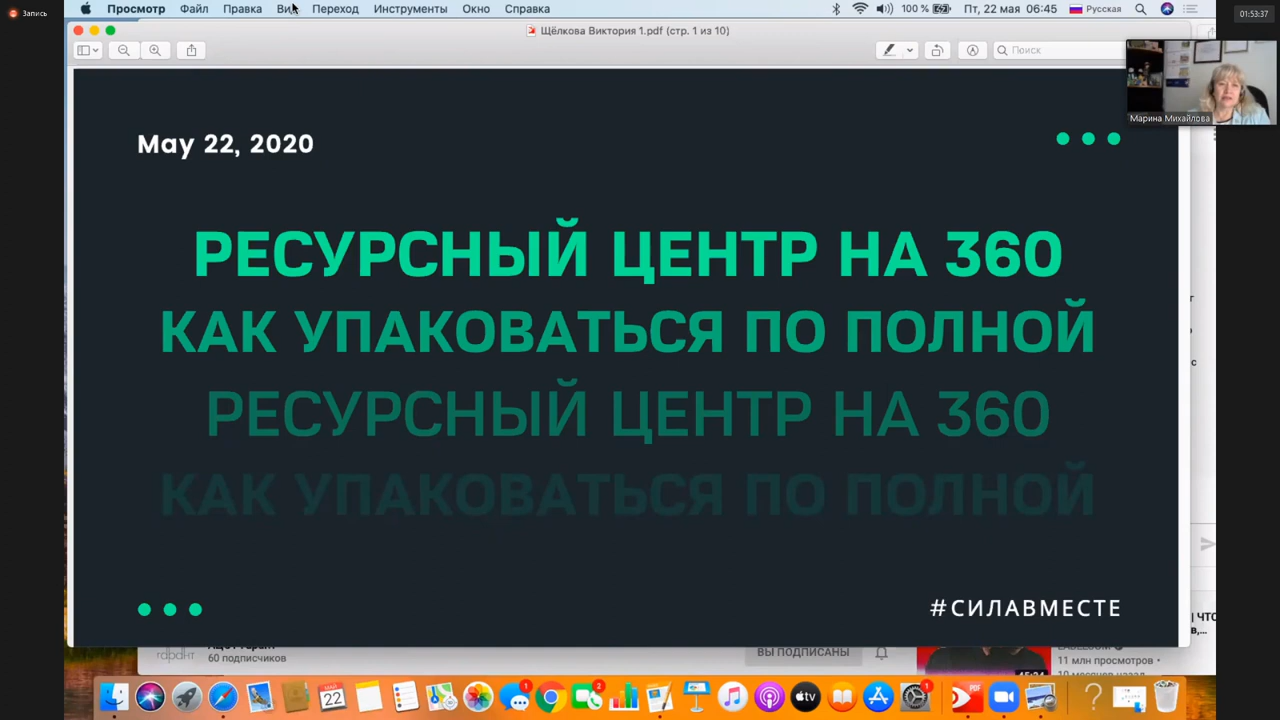 Запись
Просмотр Файл Правка Вид Переход Инструменты Окно Справка
100 % Пт, 22 мая 06:45 Русская
01:53:37
Щёлкова Виктория 1.pdf (стр. 1 из 10)
Поиск
Марина Михайлова
May 22, 2020
РЕСУРСНЫЙ ЦЕНТР НА 360
КАК УПАКОВАТЬСЯ ПО ПОЛНОЙ
РЕСУРСНЫЙ ЦЕНТР НА 360
КАК УПАКОВАТЬСЯ ПО ПОЛНОЙ
#СИЛАВМЕСТЕ
60 подписчиков
ВЫ ПОДПИСАНЫ
11 млн просмотров •